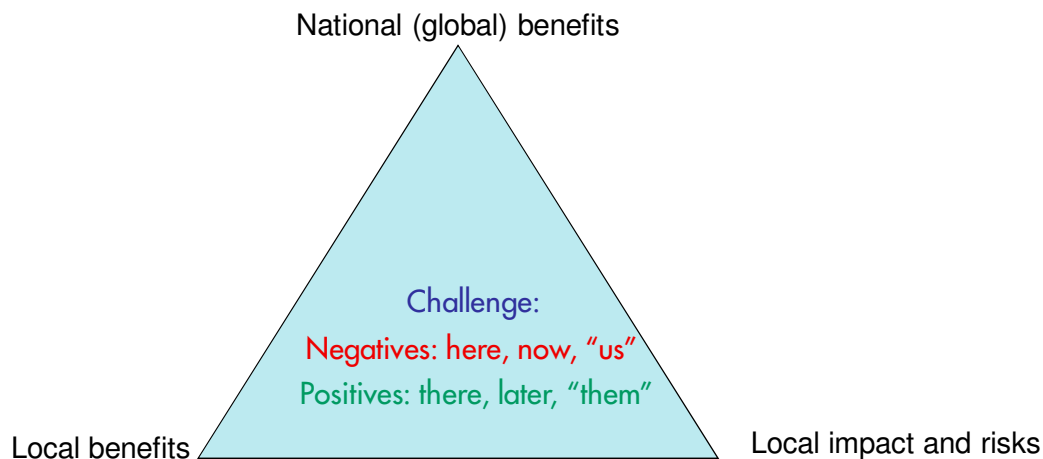 National (global) benefits
Challenge:
Negatives: here, now, “us”
Positives: there, later, “them”
Local benefits
Local impact and risks